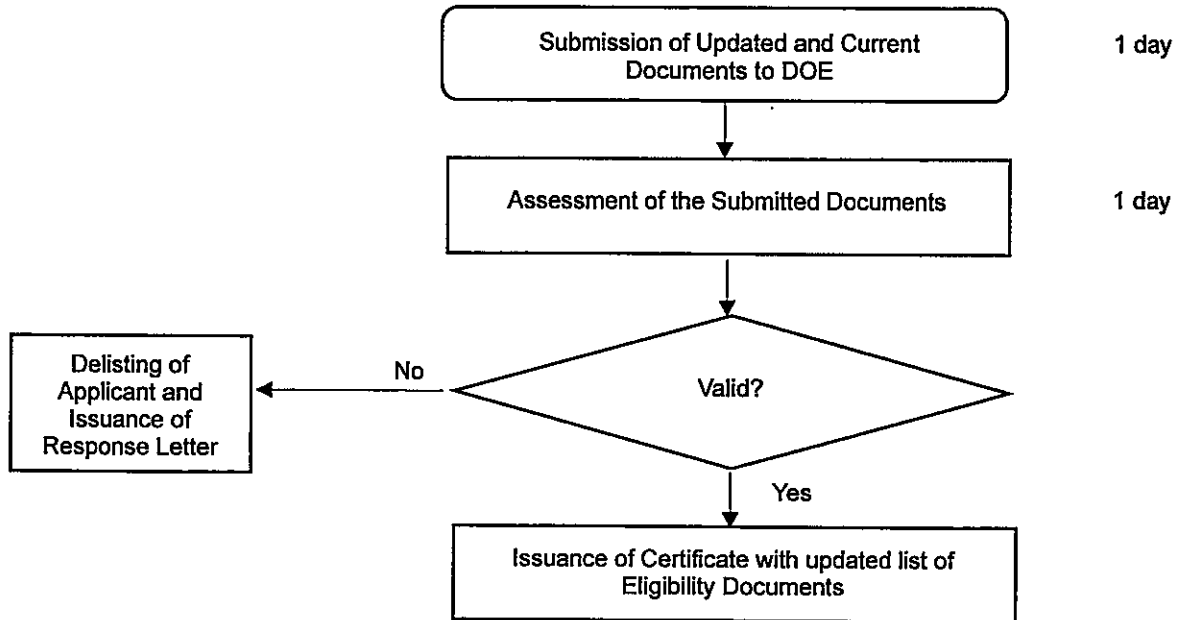 Submission of Updated and Current
Documents to DOE
1 day
Assessment of the Submitted Documents
1 day
Valid?
No
Delisting of
Applicant and
Issuance of
Response Letter
Yes
Issuance of Certificate with updated list of
Eligibility Documents